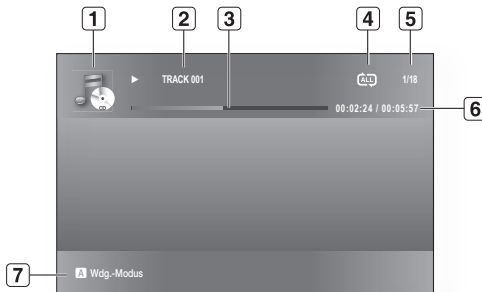 1 2 3 4 5
TRACK 001 ALL 1/18
CD
00:02:24 / 00:05:57 6
7 A Wdg.-Modus